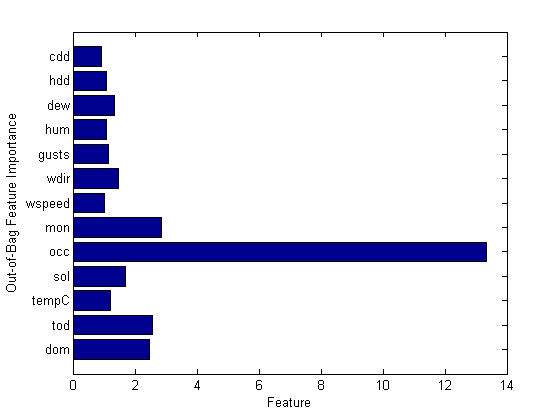 cdd
hdd
dew
hum
gusts
wdir
wspeed
mon
occ
sol
tempC
tod
dom
Out-of-Bag Feature Importance
0 2 4 6 8 10 12 14
Feature